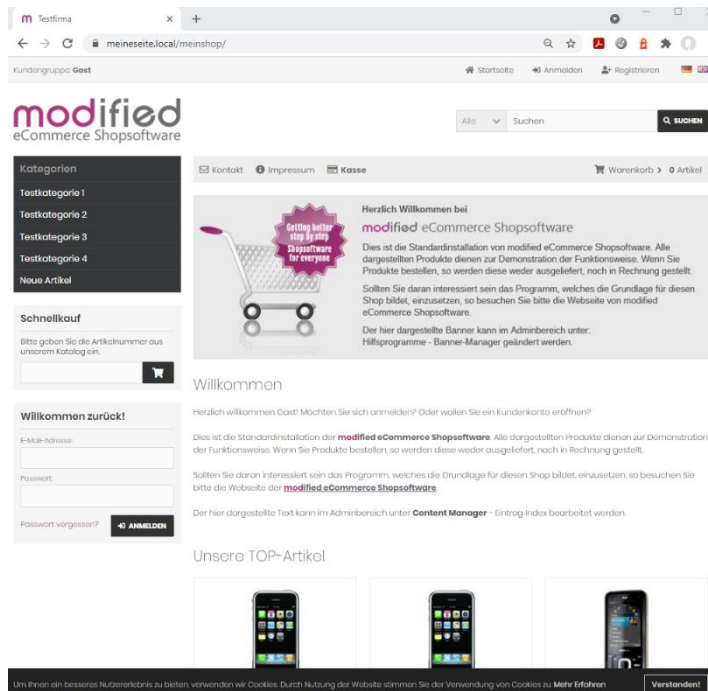 Testfirma
meineseite.local/meinshop/
Kundengruppe: Gast
Startseite
Anmelden
Registrieren
modified
eCommerce Shopsoftware
Alle
Suchen
SUCHEN
Kategorien
Testkategorie 1
Testkategorie 2
Testkategorie 3
Testkategorie 4
Neue Artikel
Kontakt
Impressum
Kasse
Warenkorb > 0 Artikel
Getting better
step by step
Shopsoftware
for everyone
Herzlich Willkommen bei
modified eCommerce Shopsoftware
Dies ist die Standardinstallation von modified eCommerce Shopsoftware. Alle
dargestellten Produkte dienen zur Demonstration der Funktionsweise. Wenn Sie
Produkte bestellen, so werden diese weder ausgeliefert, noch in Rechnung gestellt.
Sollten Sie daran interessiert sein das Programm, welches die Grundlage für diesen
Shop bildet, einzusetzen, so besuchen Sie bitte die Webseite von modified
eCommerce Shopsoftware.
Der hier dargestellte Banner kann im Adminbereich unter:
Hilfsprogramme - Banner-Manager geändert werden.
Schnellkauf
Bitte geben Sie die Artikelnummer aus
unserem Katalog ein.
Willkommen zurück!
E-Mail-Adresse:
Passwort:
Passwort vergessen?
ANMELDEN
Willkommen
Herzlich willkommen Gast! Möchten Sie sich anmelden? Oder wollen Sie ein Kundenkonto eröffnen?
Dies ist die Standardinstallation der modified eCommerce Shopsoftware. Alle dargestellten Produkte dienen zur Demonstration
der Funktionsweise. Wenn Sie Produkte bestellen, so werden diese weder ausgeliefert, noch in Rechnung gestellt.
Sollten Sie daran interessiert sein das Programm, welches die Grundlage für diesen Shop bildet, einzusetzen, so besuchen Sie
bitte die Webseite der modified eCommerce Shopsoftware.
Der hier dargestellte Text kann im Adminbereich unter Content Manager - Eintrag Index bearbeitet werden.
Unsere TOP-Artikel
Um Ihnen ein besseres Nutzererlebnis zu bieten, verwenden wir Cookies. Durch Nutzung der Website stimmen Sie der Verwendung von Cookies zu. Mehr Erfahren
Verstanden!